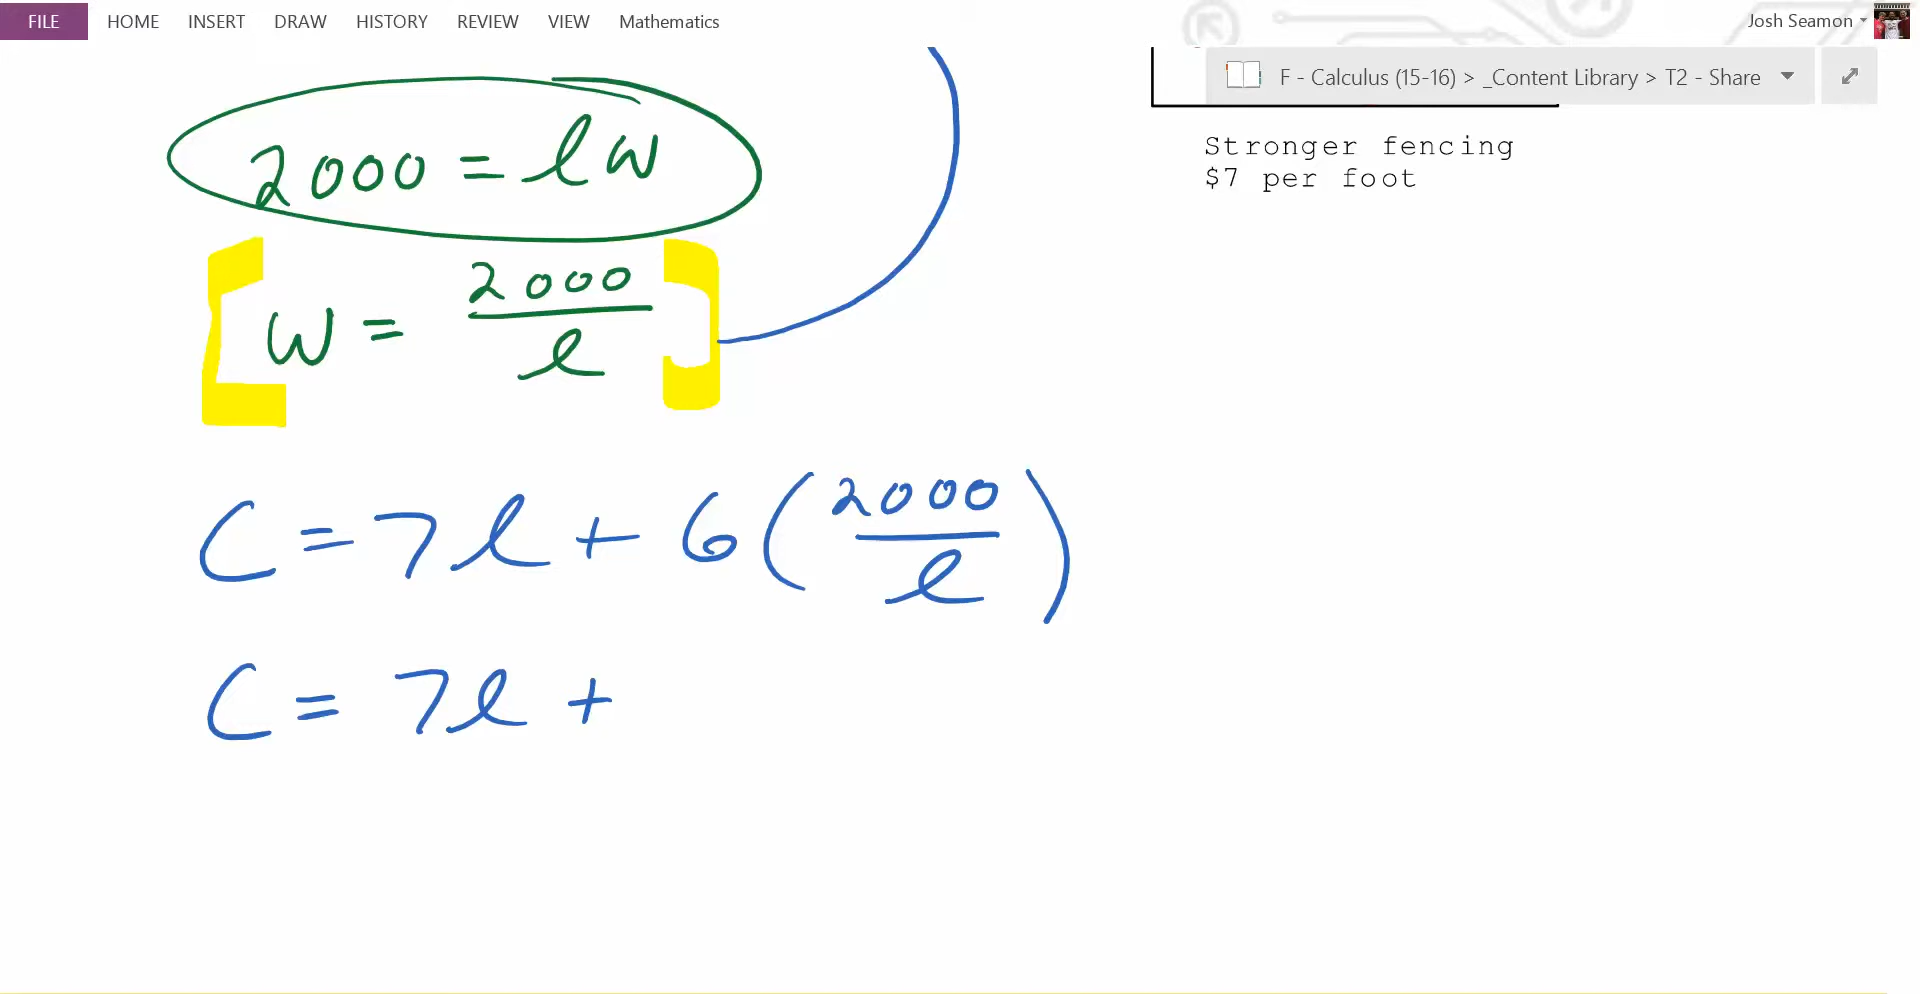 FILE HOME INSERT DRAW HISTORY REVIEW VIEW Mathematics Josh Seamon
F - Calculus (15-16) > _Content Library > T2 - Share
2000 = lw
Stronger fencing
$7 per foot
w = 2000/l
C = 7l + 6(2000/l)
C = 7l +